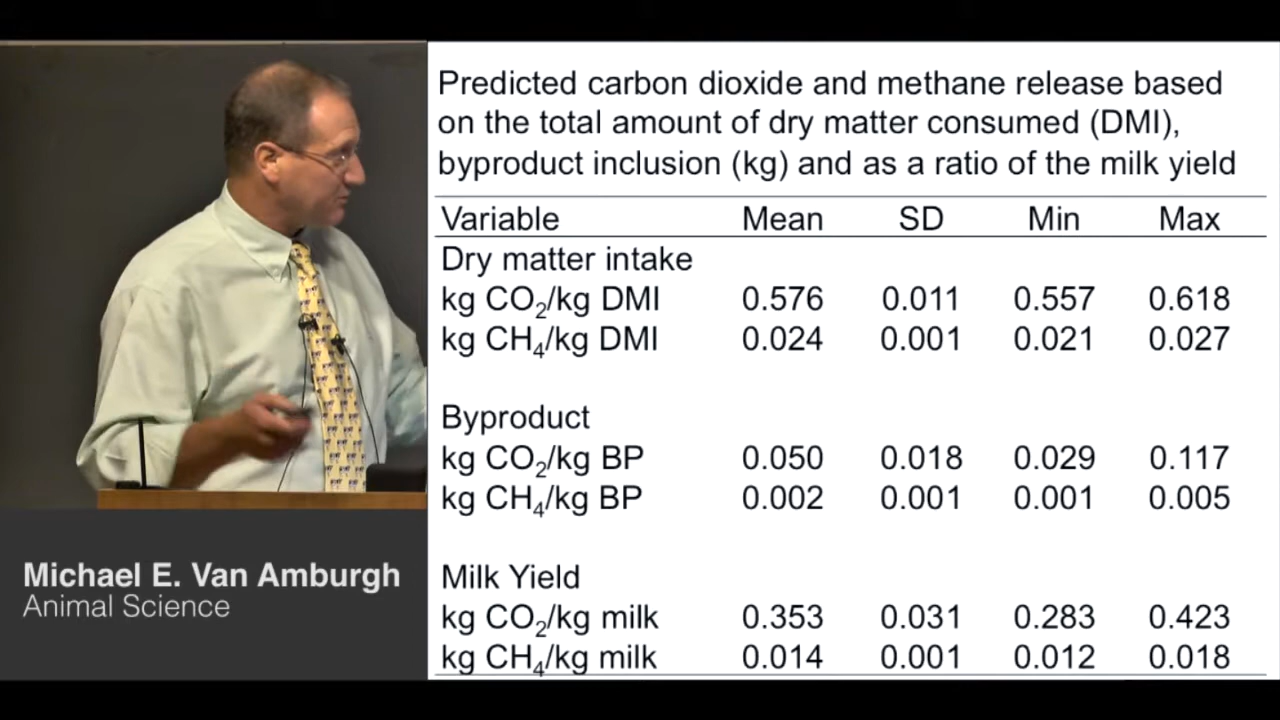 Predicted carbon dioxide and methane release based
on the total amount of dry matter consumed (DMI),
byproduct inclusion (kg) and as a ratio of the milk yield
Variable Mean SD Min Max
Dry matter intake
kg CO₂/kg DMI 0.576 0.011 0.557 0.618
kg CH₄/kg DMI 0.024 0.001 0.021 0.027
Byproduct
kg CO₂/kg BP 0.050 0.018 0.029 0.117
kg CH₄/kg BP 0.002 0.001 0.001 0.005
Milk Yield
kg CO₂/kg milk 0.353 0.031 0.283 0.423
kg CH₄/kg milk 0.014 0.001 0.012 0.018
Michael E. Van Amburgh
Animal Science